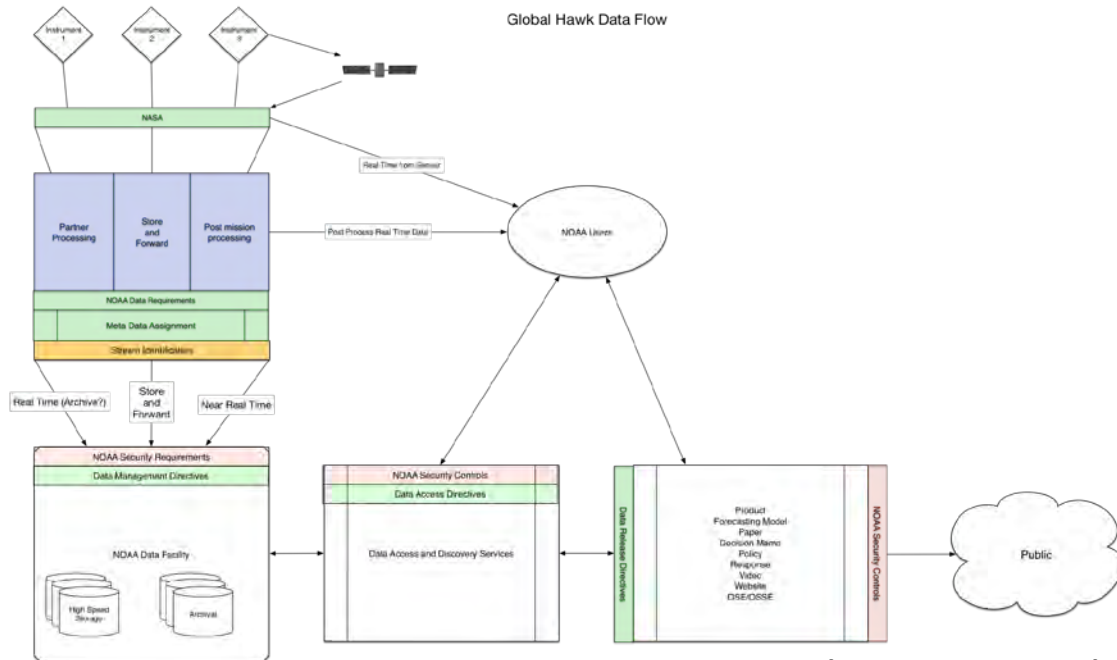 Global Hawk Data Flow
Instrument
1
Instrument
2
Instrument
NASA
Real Time from Server
Partner
Processing
Store
and
Forward
Post mission
processing
Post Process Real Time Data
NOAA Users
NOAA Data Requirements
Meta Data Assignment
Stream Identification
Real Time (Archive?)
Store
and
Forward
Near Real Time
NOAA Security Requirements
Data Management Directives
NOAA Data Facility
High Speed
Storage
Archival
NOAA Security Controls
Data Access Directives
Data Access and Discovery Services
Data Release Directives
Product
Forecasting Model
Paper
Decision Memo
Policy
Response
Video
Website
OSE/OSSE
NOAA Security Controls
Public